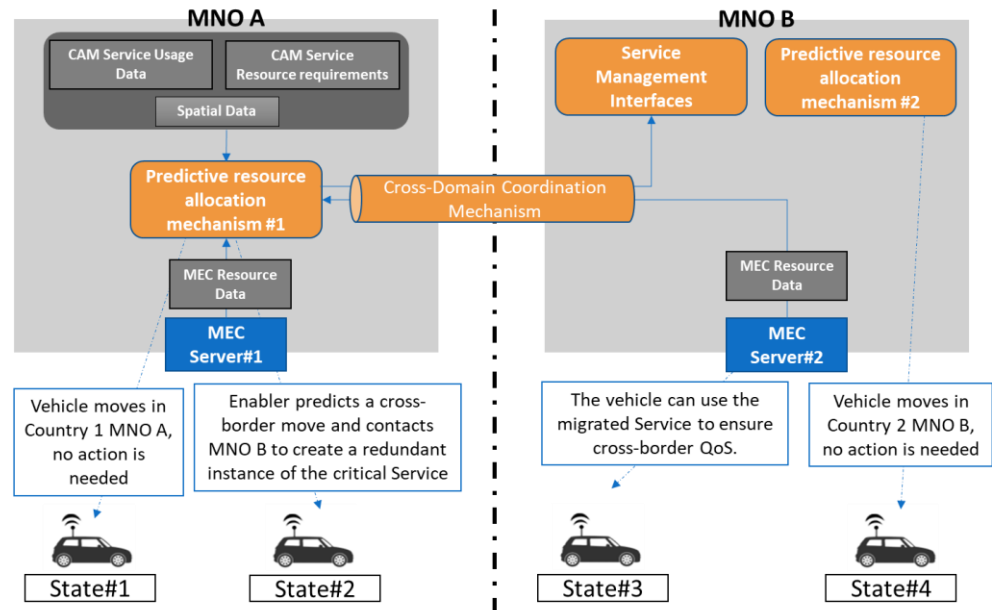 MNO A
MNO B
CAM Service Usage
Data
CAM Service
Resource requirements
Spatial Data
Service
Management
Interfaces
Predictive resource
allocation
mechanism #2
Predictive resource
allocation
mechanism #1
Cross-Domain Coordination
Mechanism
MEC Resource
Data
MEC Resource
Data
MEC
Server#1
MEC
Server#2
Vehicle moves in
Country 1 MNO A,
no action is
needed
Enabler predicts a cross-
border move and contacts
MNO B to create a redundant
instance of the critical Service
The vehicle can use the
migrated Service to ensure
cross-border QoS.
Vehicle moves in
Country 2 MNO B,
no action is needed
State#1
State#2
State#3
State#4